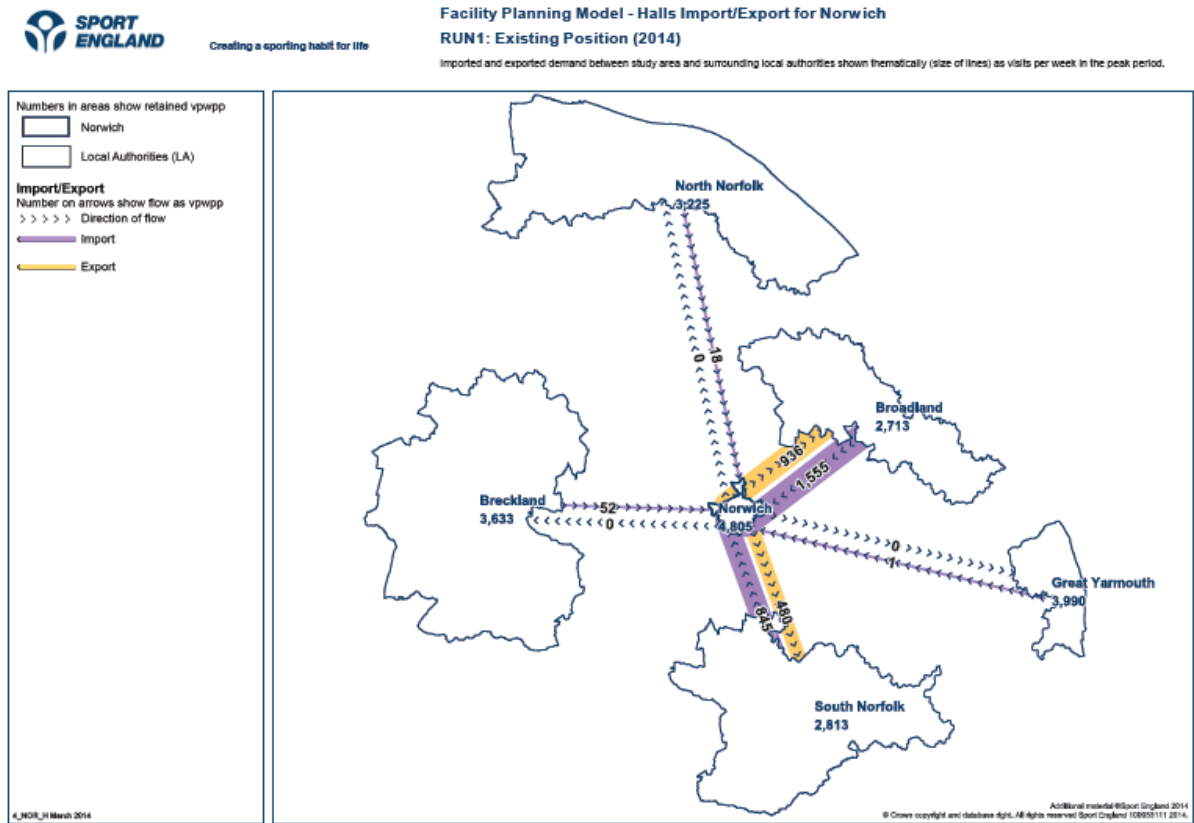 SPORT
ENGLAND
Creating a sporting habit for life
Facility Planning Model - Halls Import/Export for Norwich
RUN1: Existing Position (2014)
Imported and exported demand between study area and surrounding local authorities shown thematically (size of lines) as visits per week in the peak period.
Numbers in areas show retained vpwpp
Norwich
Local Authorities (LA)
Import/Export
Number on arrows show flow as vpwpp
Direction of flow
Import
Export
North Norfolk
3,225
0
18
Broadland
2,713
936
1,555
Breckland
3,633
52
0
Norwich
4,805
0
1
Great Yarmouth
3,990
845
480
South Norfolk
2,813
4_NOR_H March 2014
Additional material ©Sport England 2014
© Crown copyright and database right. All rights reserved Sport England 100033111 2014.